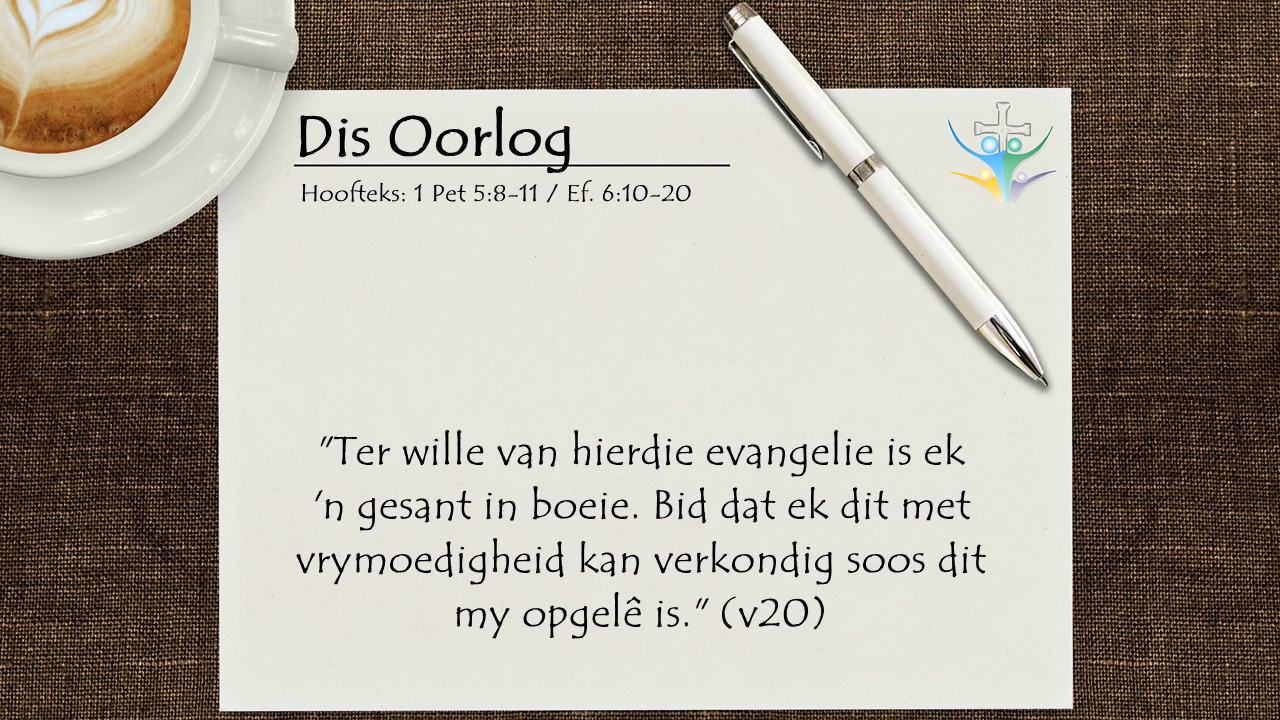 Dis Oorlog
Hoofteks: 1 Pet 5:8-11 / Ef. 6:10-20
"Ter wille van hierdie evangelie is ek
'n gesant in boeie. Bid dat ek dit met
vrymoedigheid kan verkondig soos dit
my opgelê is." (v20)